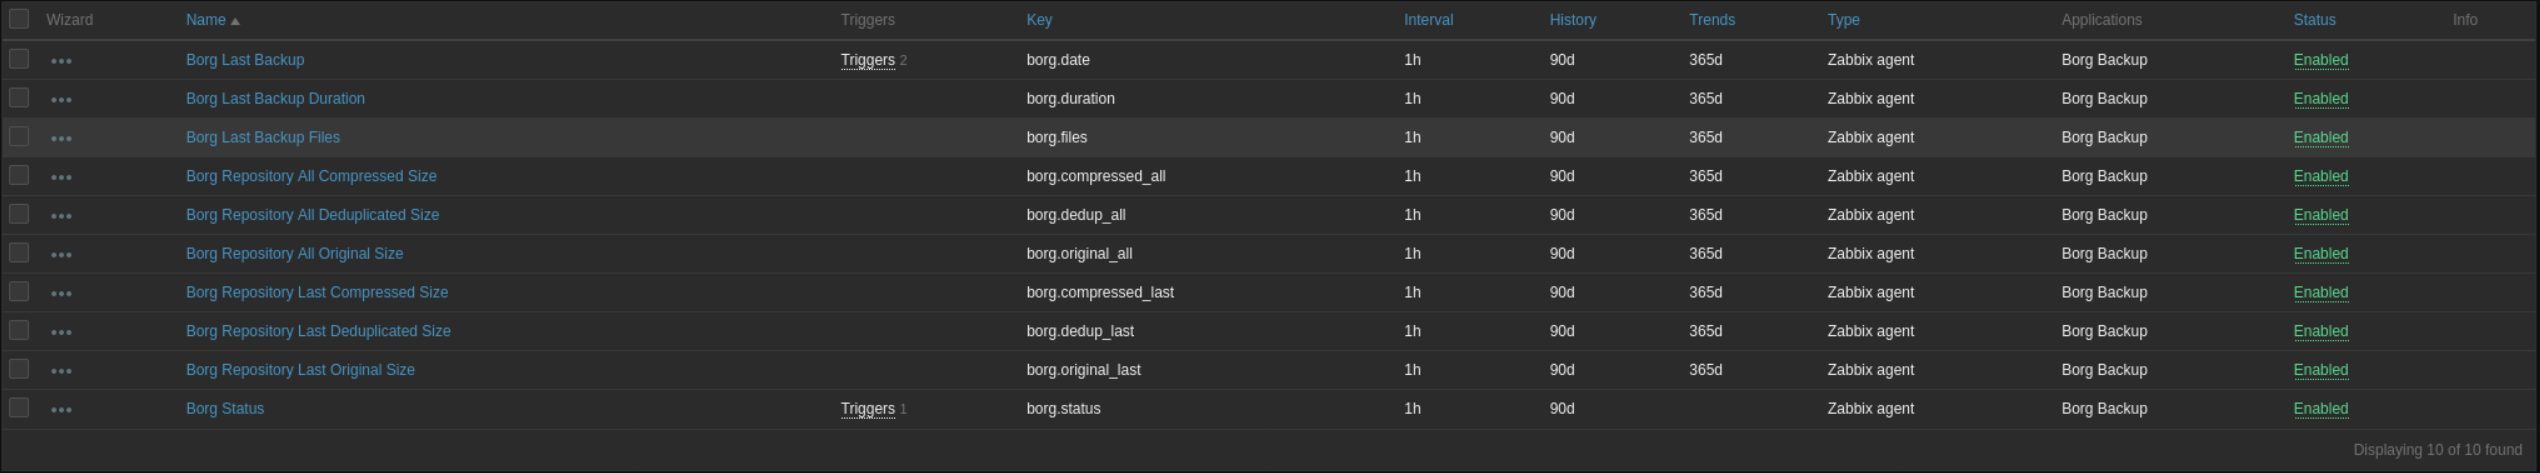 Wizard Name ▲ Triggers Key Interval History Trends Type Applications Status Info
••• Borg Last Backup Triggers 2 borg.date 1h 90d 365d Zabbix agent Borg Backup Enabled
••• Borg Last Backup Duration borg.duration 1h 90d 365d Zabbix agent Borg Backup Enabled
••• Borg Last Backup Files borg.files 1h 90d 365d Zabbix agent Borg Backup Enabled
••• Borg Repository All Compressed Size borg.compressed_all 1h 90d 365d Zabbix agent Borg Backup Enabled
••• Borg Repository All Deduplicated Size borg.dedup_all 1h 90d 365d Zabbix agent Borg Backup Enabled
••• Borg Repository All Original Size borg.original_all 1h 90d 365d Zabbix agent Borg Backup Enabled
••• Borg Repository Last Compressed Size borg.compressed_last 1h 90d 365d Zabbix agent Borg Backup Enabled
••• Borg Repository Last Deduplicated Size borg.dedup_last 1h 90d 365d Zabbix agent Borg Backup Enabled
••• Borg Repository Last Original Size borg.original_last 1h 90d 365d Zabbix agent Borg Backup Enabled
••• Borg Status Triggers 1 borg.status 1h 90d Zabbix agent Borg Backup Enabled
Displaying 10 of 10 found